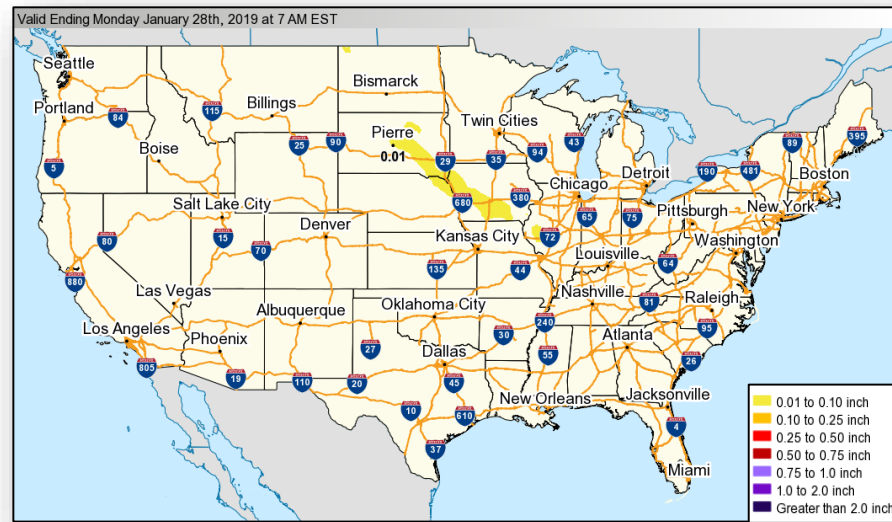 Valid Ending Monday January 28th, 2019 at 7 AM EST
Seattle
Bismarck
Portland
115
Billings
Twin Cities
84
Pierre
43
89
395
Boise
25
90
0.01
29
35
94
190
481
Boston
5
Chicago
Detroit
Salt Lake City
680
380
65
75
Pittsburgh
New York
80
15
Denver
70
Kansas City
72
Washington
880
135
44
Louisville
64
Las Vegas
Albuquerque
Oklahoma City
Nashville
81
Raleigh
Los Angeles
Phoenix
27
30
240
Atlanta
95
805
19
110
20
Dallas
55
26
45
New Orleans
Jacksonville
10
610
4
37
Miami
0.01 to 0.10 inch
0.10 to 0.25 inch
0.25 to 0.50 inch
0.50 to 0.75 inch
0.75 to 1.0 inch
1.0 to 2.0 inch
Greater than 2.0 inch